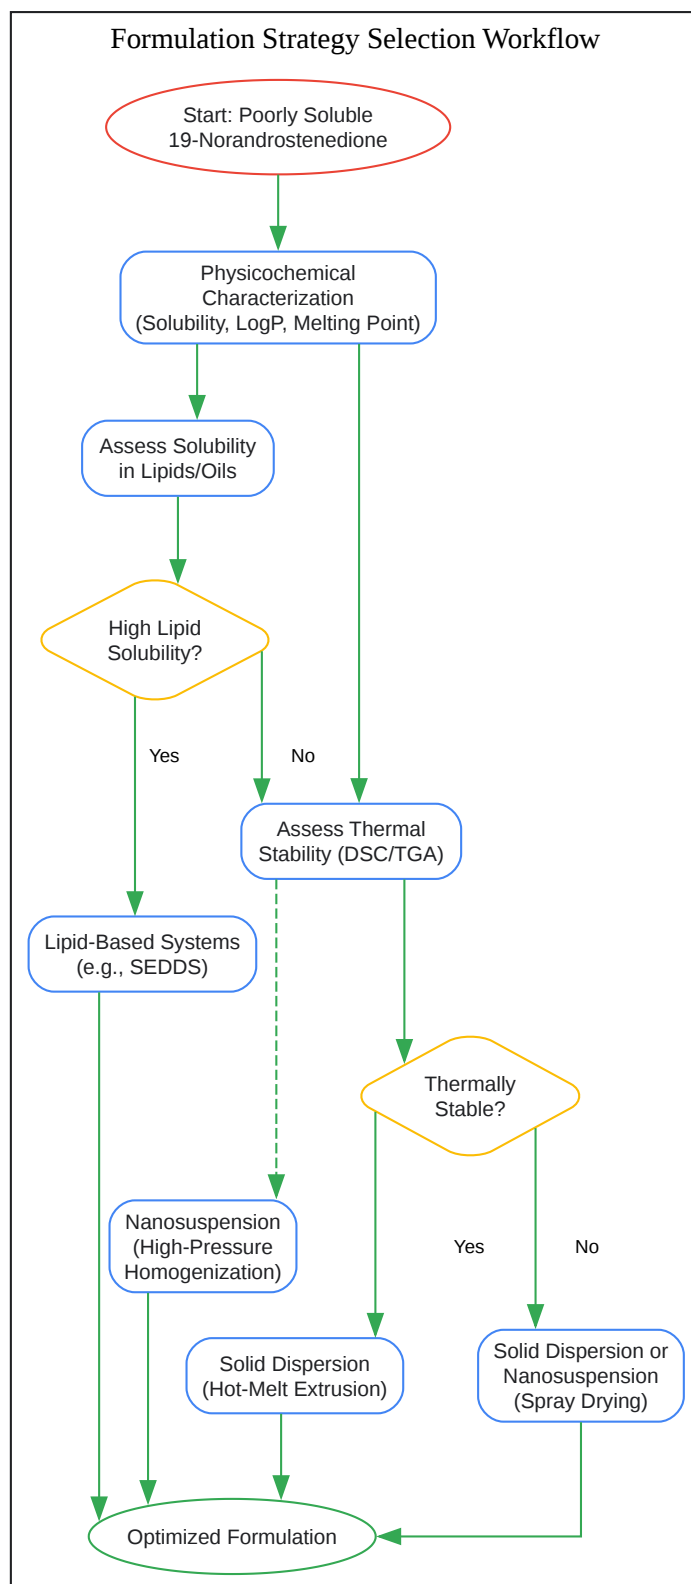 Formulation Strategy Selection Workflow
Start: Poorly Soluble
19-Norandrostenedione
Physicochemical
Characterization
(Solubility, LogP, Melting Point)
Assess Solubility
in Lipids/Oils
High Lipid
Solubility?
Yes
No
Assess Thermal
Stability (DSC/TGA)
Lipid-Based Systems
(e.g., SEDDS)
Thermally
Stable?
Nanosuspension
(High-Pressure
Homogenization)
Yes
No
Solid Dispersion
(Hot-Melt Extrusion)
Solid Dispersion or
Nanosuspension
(Spray Drying)
Optimized Formulation